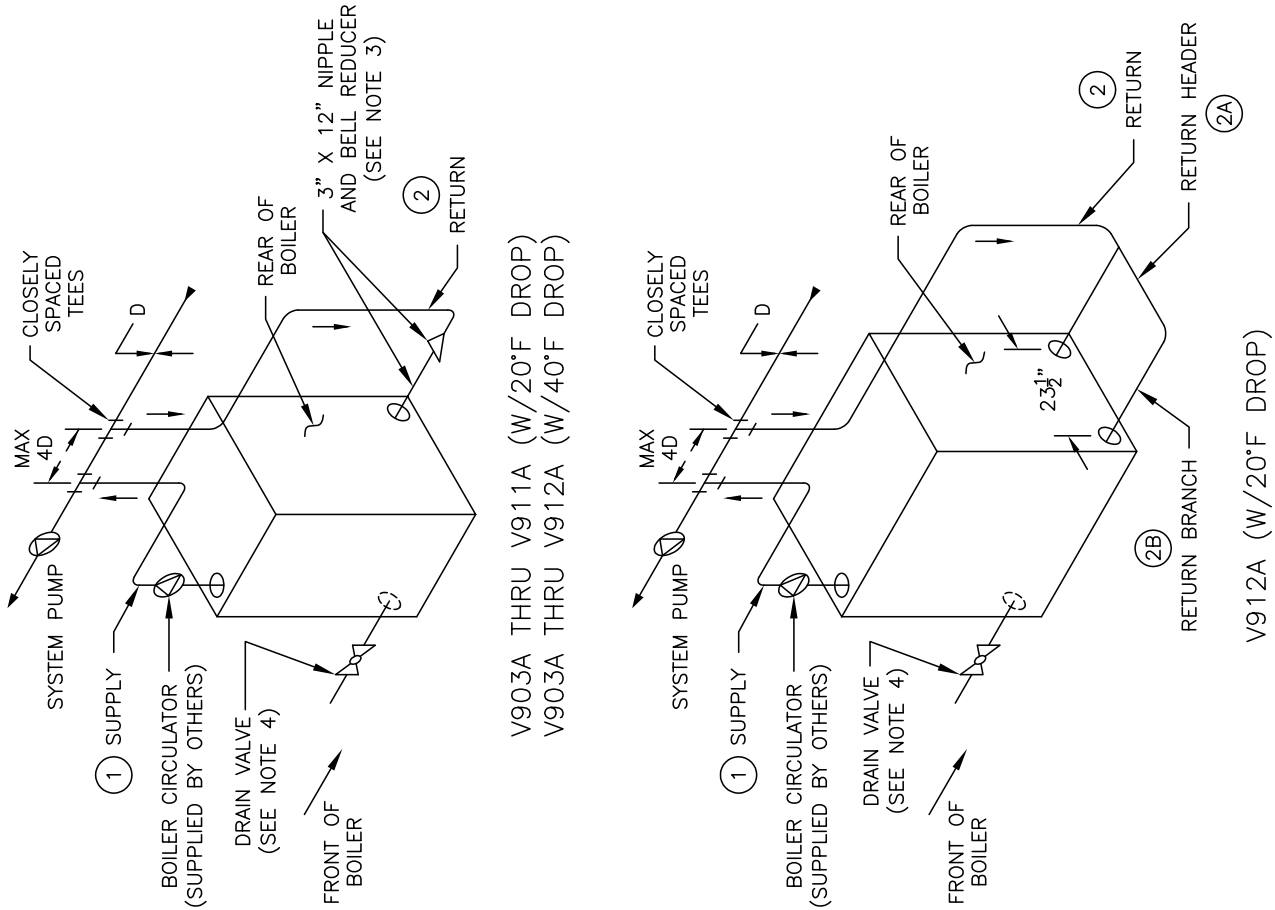 SYSTEM PUMP
MAX
4D
CLOSELY
SPACED
TEES
D
1
SUPPLY
BOILER CIRCULATOR
(SUPPLIED BY OTHERS)
DRAIN VALVE
(SEE NOTE 4)
FRONT OF
BOILER
REAR OF
BOILER
3" X 12" NIPPLE
AND BELL REDUCER
(SEE NOTE 3)
2
RETURN
V903A THRU V911A (W/20°F DROP)
V903A THRU V912A (W/40°F DROP)
SYSTEM PUMP
MAX
4D
CLOSELY
SPACED
TEES
D
1
SUPPLY
BOILER CIRCULATOR
(SUPPLIED BY OTHERS)
DRAIN VALVE
(SEE NOTE 4)
FRONT OF
BOILER
REAR OF
BOILER
23½"
2
RETURN
RETURN HEADER
2A
2B
RETURN BRANCH
V912A (W/20°F DROP)